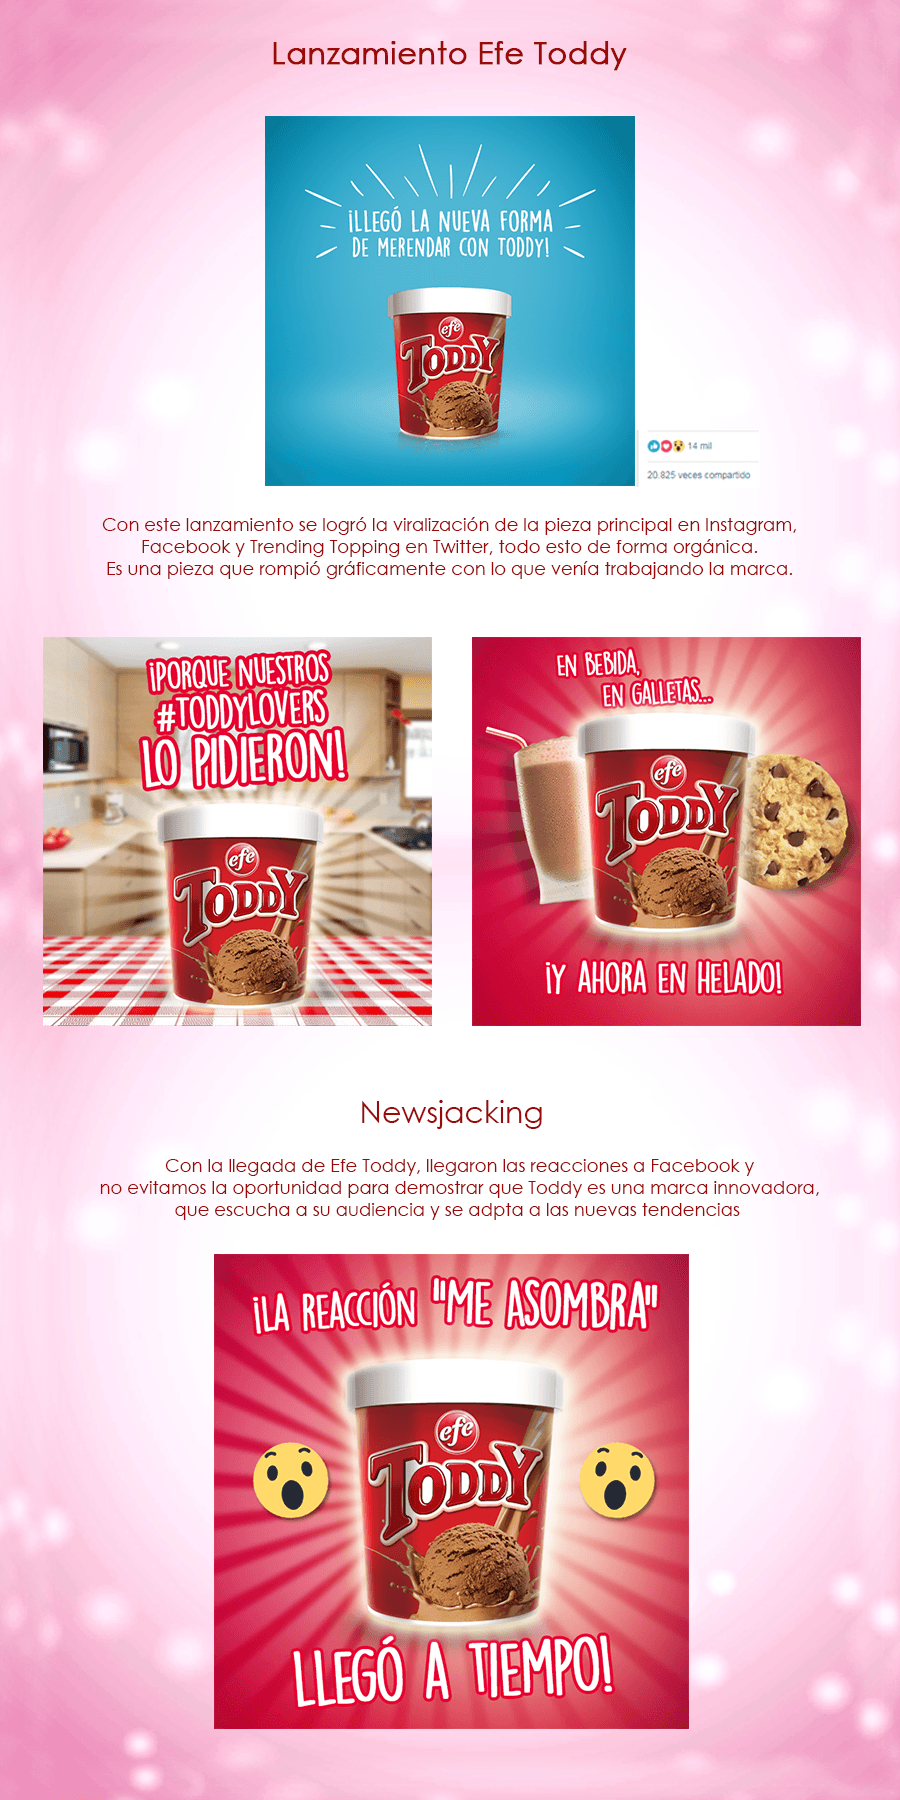 Lanzamiento Efe Toddy
¡LLEGÓ LA NUEVA FORMA
DE MERENDAR CON TODDY!
efe
TODDY
14 mil
20.825 veces compartido
Con este lanzamiento se logró la viralización de la pieza principal en Instagram,
Facebook y Trending Topping en Twitter, todo esto de forma orgánica.
Es una pieza que rompió gráficamente con lo que venía trabajando la marca.
¡PORQUE NUESTROS
#TODDYLOVERS
LO PIDIERON!
efe
TODDY
EN BEBIDA,
EN GALLETAS...
efe
TODDY
¡Y AHORA EN HELADO!
Newsjacking
Con la llegada de Efe Toddy, llegaron las reacciones a Facebook y
no evitamos la oportunidad para demostrar que Toddy es una marca innovadora,
que escucha a su audiencia y se adpta a las nuevas tendencias
¡LA REACCIÓN "ME ASOMBRA"
efe
TODDY
LLEGÓ A TIEMPO!